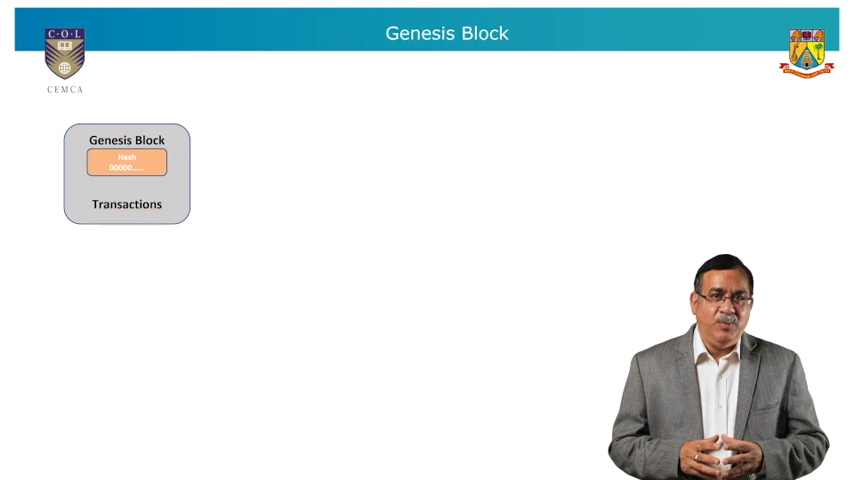 Genesis Block
C·O·L
CEMCA
Genesis Block
Hash
00000......
Transactions